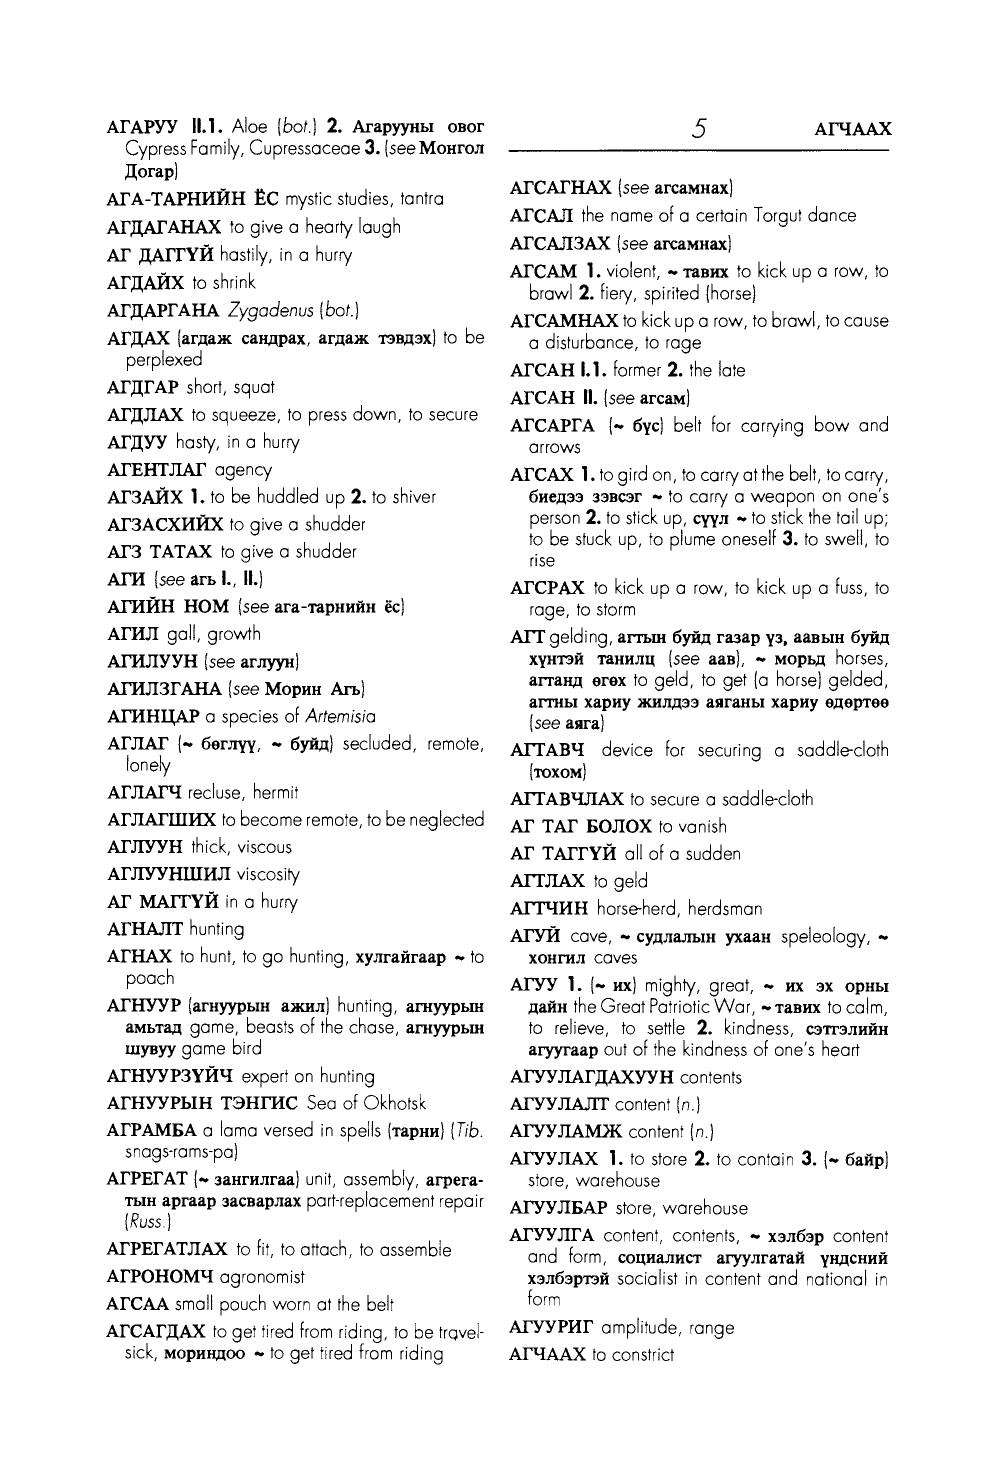 АГАРУУ II.1. Aloe (bot.) 2. Агарууны овог
Cypress Family, Cupressaceae 3. (see Монгол
Догар)
АГА-ТАРНИЙН ЁС mystic studies, tantra
АГДАГАНАХ to give a hearty laugh
АГ ДАГГҮЙ hastily, in a hurry
АГДАЙХ to shrink
АГДАРГАНА Zygadenus (bot.)
АГДАХ (агдаж сандрах, агдаж тэвдэх) to be
perplexed
АГДГАР short, squat
АГДЛАХ to squeeze, to press down, to secure
АГДУУ hasty, in a hurry
АГЕНТЛАГ agency
АГЗАЙХ 1. to be huddled up 2. to shiver
АГЗАСХИЙХ to give a shudder
АГЗ ТАТАХ to give a shudder
АГИ (see агь I., II.)
АГИЙН НОМ (see ага-тарнийн ёс)
АГИЛ gall, growth
АГИЛУУН (see аглуун)
АГИЛЗГАНА (see Морин Агь)
АГИНЦАР a species of Artemisia
АГЛАГ (~ бөглүү, ~ буйд) secluded, remote,
lonely
АГЛАГЧ recluse, hermit
АГЛАГШИХ to become remote, to be neglected
АГЛУУН thick, viscous
АГЛУУНШИЛ viscosity
АГ МАГГҮЙ in a hurry
АГНАЛТ hunting
АГНАХ to hunt, to go hunting, хулгайгаар ~ to
poach
АГНУУР (агнуурын ажил) hunting, агнуурын
амьтад game, beasts of the chase, агнуурын
шувуу game bird
АГНУУРЗҮЙЧ expert on hunting
АГНУУРЫН ТЭНГИС Sea of Okhotsk
АГРАМБА a lama versed in spells (тарни) (Tib.
snags-rams-pa)
АГРЕГАТ (~ зангилгаа) unit, assembly, агрега-
тын аргаар засварлах part-replacement repair
(Russ.)
АГРЕГАТЛАХ to fit, to attach, to assemble
АГРОНОМЧ agronomist
АГСАА small pouch worn at the belt
АГСАГДАХ to get tired from riding, to be travel-
sick, мориндоо ~ to get tired from riding
5 АГЧААХ
АГСАГНАХ (see агсамнах)
АГСАЛ the name of a certain Torgut dance
АГСАЛЗАХ (see агсамнах)
АГСАМ 1. violent, ~ тавих to kick up a row, to
brawl 2. fiery, spirited (horse)
АГСАМНАХ to kick up a row, to brawl, to cause
a disturbance, to rage
АГСАН I.1. former 2. the late
АГСАН II. (see агсам)
АГСАРГА (~ бүс) belt for carrying bow and
arrows
АГСАХ 1. to gird on, to carry at the belt, to carry,
биедээ зэвсэг ~ to carry a weapon on one's
person 2. to stick up, сүүл ~ to stick the tail up;
to be stuck up, to plume oneself 3. to swell, to
rise
АГСРАХ to kick up a row, to kick up a fuss, to
rage, to storm
АГТ gelding, агтын буйд газар үз, аавын буйд
хүнтэй танилц (see аав), ~ морьд horses,
агтанд өгөх to geld, to get (a horse) gelded,
агтны хариу жилдээ аяганы хариу өдөртөө
(see аяга)
АГТАВЧ device for securing a saddle-cloth
(тохом)
АГТАВЧЛАХ to secure a saddle-cloth
АГ ТАГ БОЛОХ to vanish
АГ ТАГГҮЙ all of a sudden
АГТЛАХ to geld
АГТЧИН horse-herd, herdsman
АГУЙ cave, ~ судлалын ухаан speleology, ~
хонгил caves
АГУУ 1. (~ их) mighty, great, ~ их эх орны
дайн the Great Patriotic War, ~ тавих to calm,
to relieve, to settle 2. kindness, сэтгэлийн
агуугаар out of the kindness of one's heart
АГУУЛАГДАХУУН contents
АГУУЛАЛТ content (n.)
АГУУЛАМЖ content (n.)
АГУУЛАХ 1. to store 2. to contain 3. (~ байр)
store, warehouse
АГУУЛБАР store, warehouse
АГУУЛГА content, contents, ~ хэлбэр content
and form, социалист агуулгатай үндсний
хэлбэртэй socialist in content and national in
form
АГУУРИГ amplitude, range
АГЧААХ to constrict